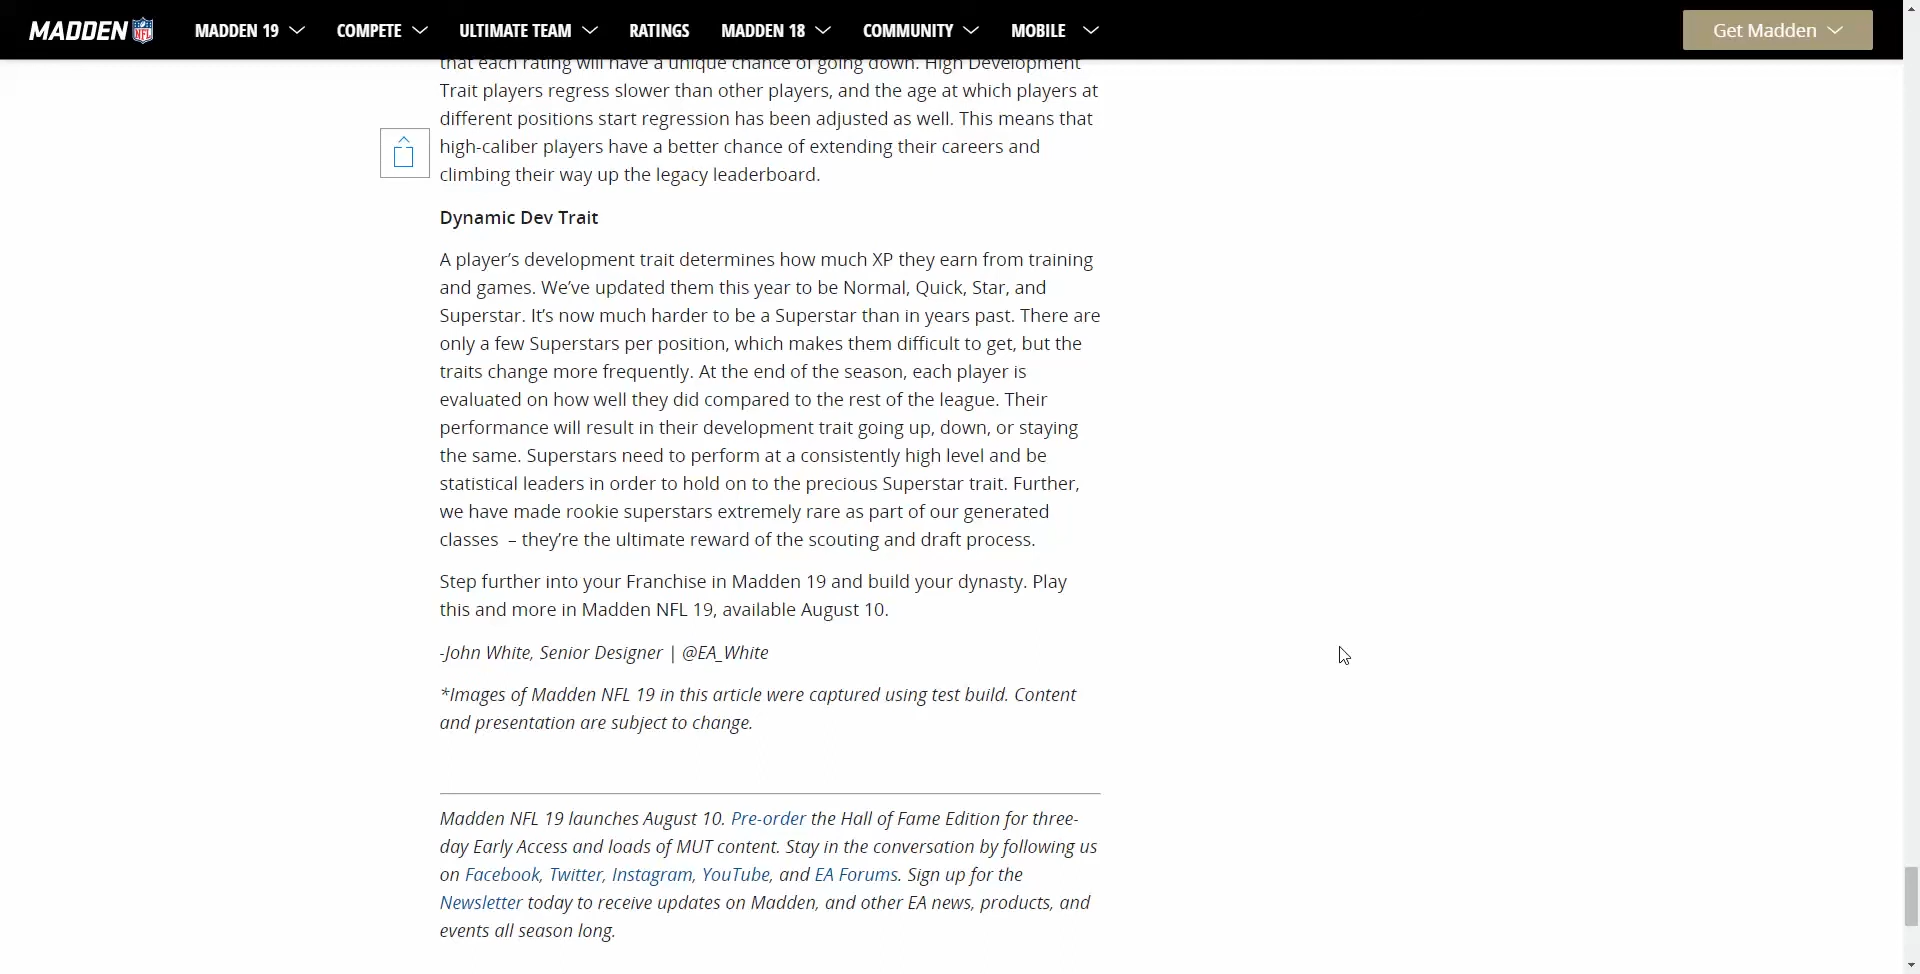 MADDEN NFL MADDEN 19 COMPETE ULTIMATE TEAM RATINGS MADDEN 18 COMMUNITY MOBILE Get Madden
that each rating will have a unique chance of going down. High Development
Trait players regress slower than other players, and the age at which players at
different positions start regression has been adjusted as well. This means that
high-caliber players have a better chance of extending their careers and
climbing their way up the legacy leaderboard.
Dynamic Dev Trait
A player’s development trait determines how much XP they earn from training
and games. We’ve updated them this year to be Normal, Quick, Star, and
Superstar. It’s now much harder to be a Superstar than in years past. There are
only a few Superstars per position, which makes them difficult to get, but the
traits change more frequently. At the end of the season, each player is
evaluated on how well they did compared to the rest of the league. Their
performance will result in their development trait going up, down, or staying
the same. Superstars need to perform at a consistently high level and be
statistical leaders in order to hold on to the precious Superstar trait. Further,
we have made rookie superstars extremely rare as part of our generated
classes  – they’re the ultimate reward of the scouting and draft process.
Step further into your Franchise in Madden 19 and build your dynasty. Play
this and more in Madden NFL 19, available August 10.
-John White, Senior Designer | @EA_White
*Images of Madden NFL 19 in this article were captured using test build. Content
and presentation are subject to change.
Madden NFL 19 launches August 10. Pre-order the Hall of Fame Edition for three-
day Early Access and loads of MUT content. Stay in the conversation by following us
on Facebook, Twitter, Instagram, YouTube, and EA Forums. Sign up for the
Newsletter today to receive updates on Madden, and other EA news, products, and
events all season long.